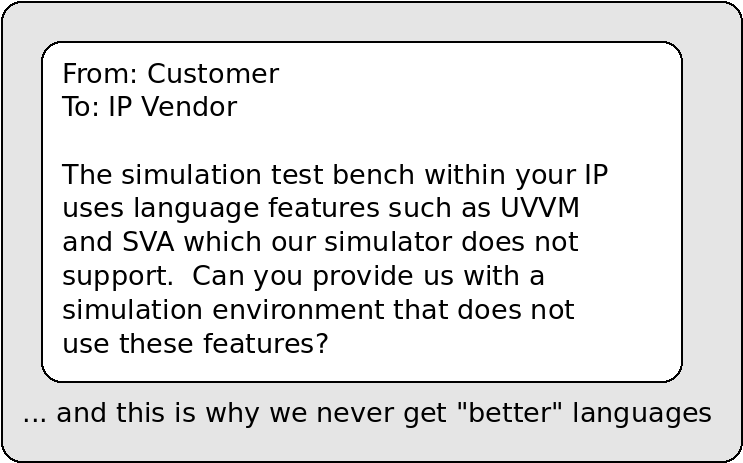 From: Customer
To: IP Vendor
The simulation test bench within your IP
uses language features such as UVVM
and SVA which our simulator does not
support.  Can you provide us with a
simulation environment that does not
use these features?
... and this is why we never get "better" languages